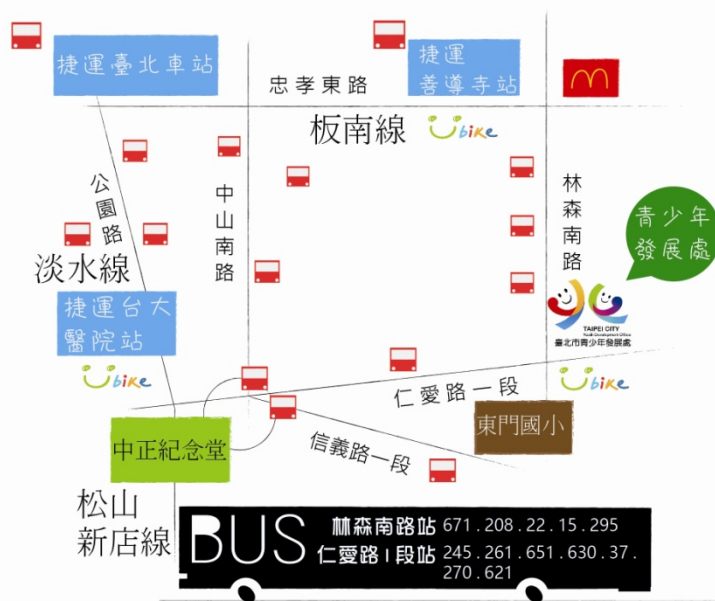 捷運臺北車站
捷運
善導寺站
忠孝東路
板南線
Ubike
公園路
中山南路
林森南路
青少年
發展處
淡水線
捷運台大
醫院站
TAIPEI CITY
Youth Development Office
臺北市青少年發展處
Ubike
仁愛路一段
Ubike
中正紀念堂
信義路一段
東門國小
松山
新店線
BUS
林森南路站 671 . 208 . 22 . 15 . 295
仁愛路1段站 245 . 261 . 651 . 630 . 37 .
270 . 621